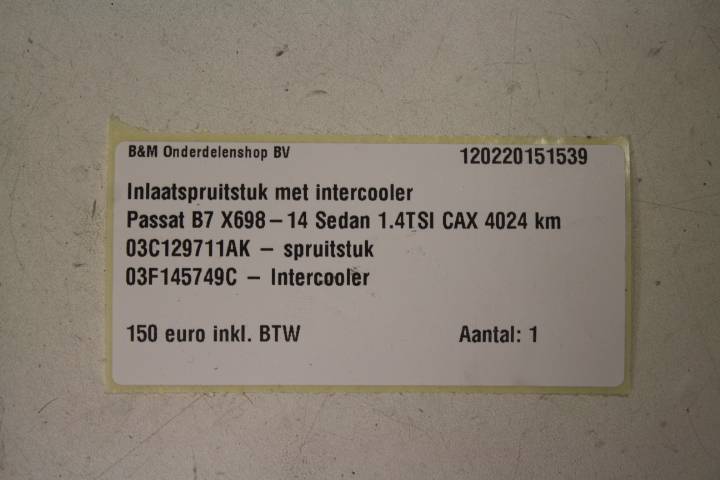 B&M Onderdelenshop BV 120220151539
Inlaatspruitstuk met intercooler
Passat B7 X698 – 14 Sedan 1.4TSI CAX 4024 km
03C129711AK – spruitstuk
03F145749C – Intercooler
150 euro inkl. BTW Aantal: 1